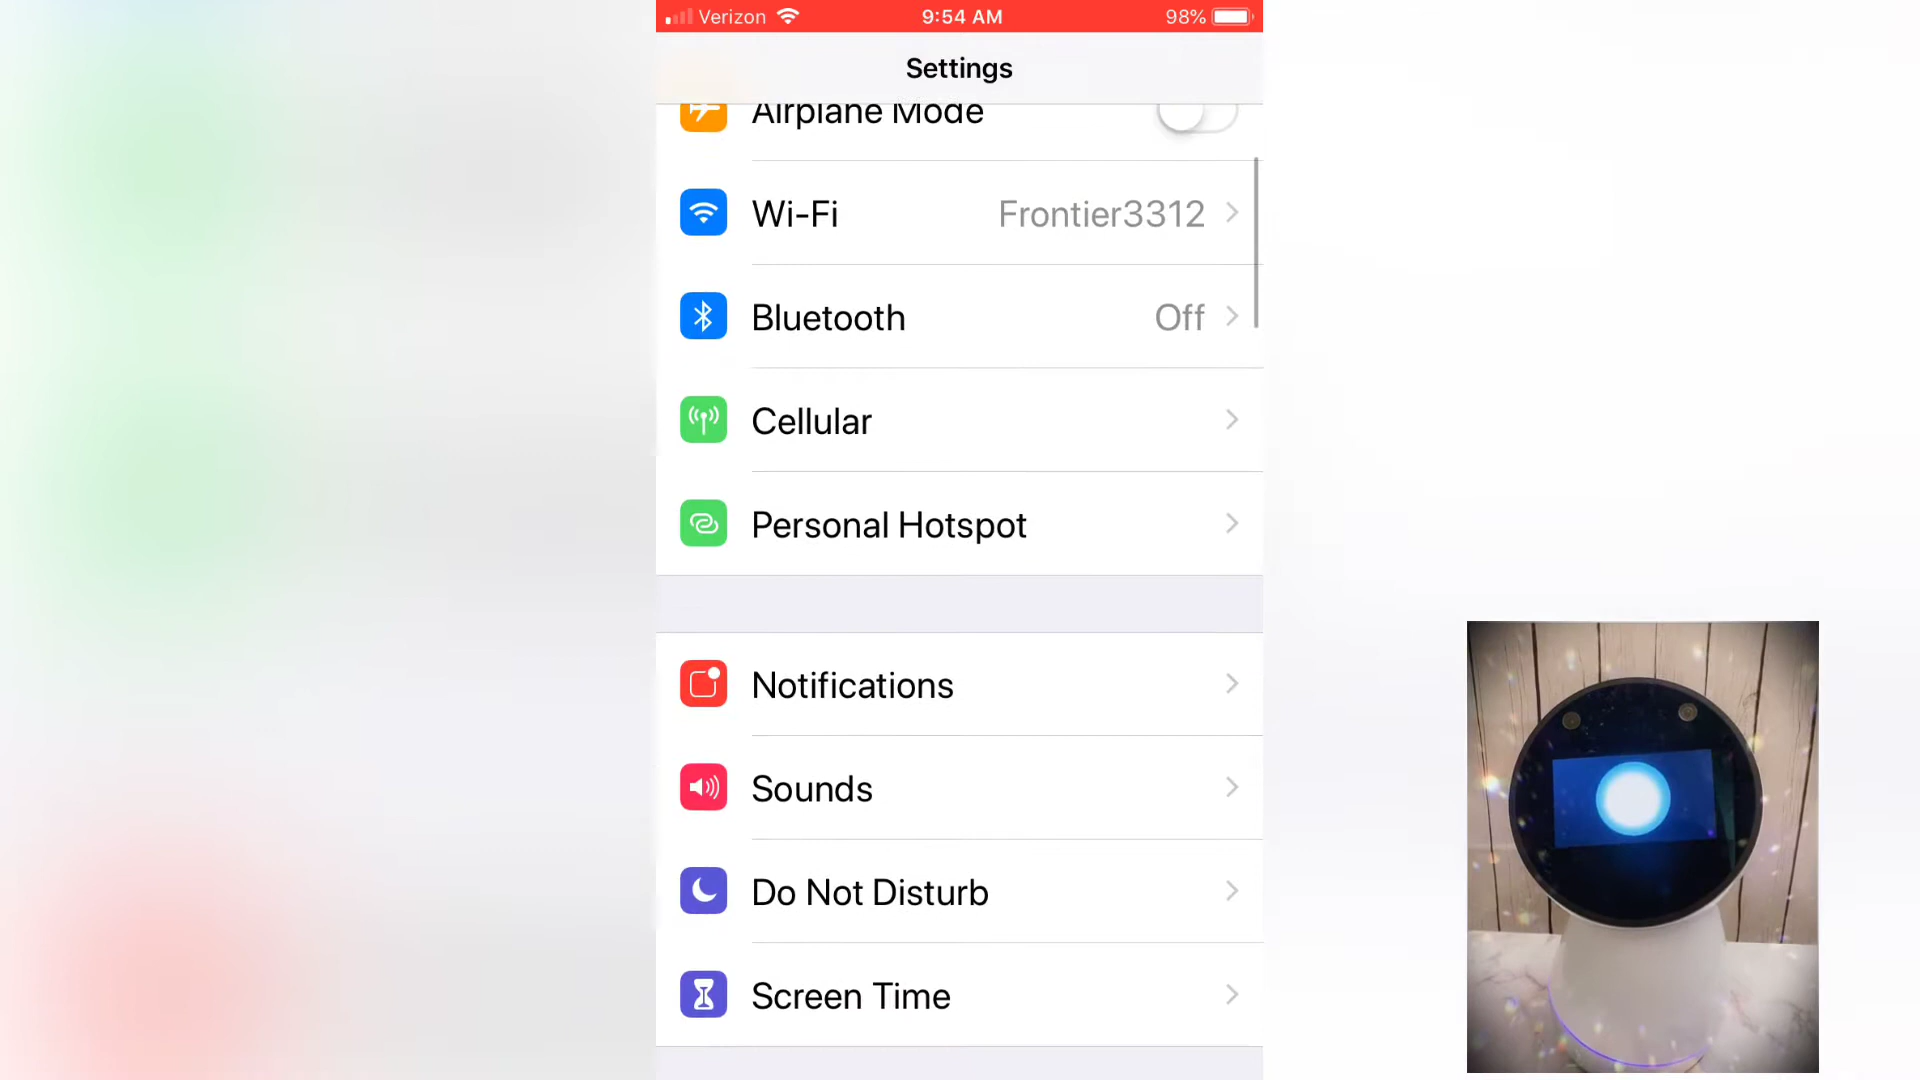 Verizon 9:54 AM 98%
Settings
Airplane Mode
Wi-Fi Frontier3312
Bluetooth Off
Cellular
Personal Hotspot
Notifications
Sounds
Do Not Disturb
Screen Time